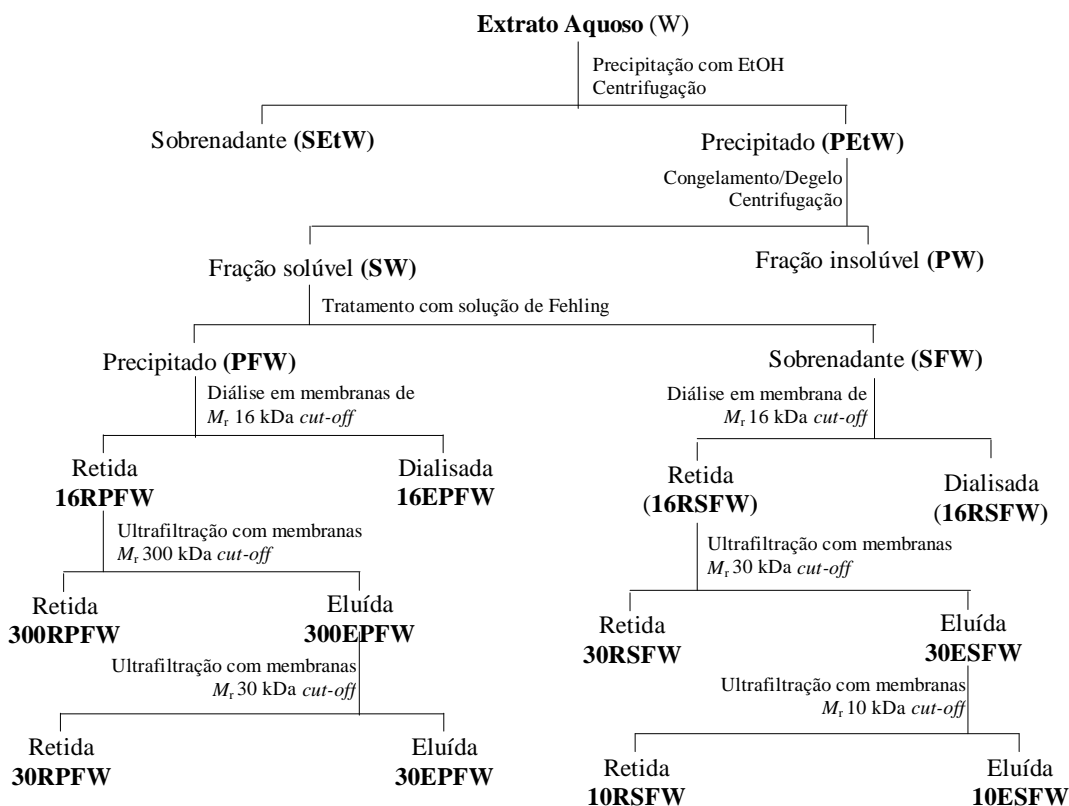 Extrato Aquoso (W)
Precipitação com EtOH
Centrifugação
Sobrenadante (SEtW)
Precipitado (PEtW)
Congelamento/Degelo
Centrifugação
Fração solúvel (SW)
Fração insolúvel (PW)
Tratamento com solução de Fehling
Precipitado (PFW)
Sobrenadante (SFW)
Diálise em membranas de
Mr 16 kDa cut-off
Diálise em membrana de
Mr 16 kDa cut-off
Retida
16RPFW
Dialisada
16EPFW
Retida
(16RSFW)
Dialisada
(16RSFW)
Ultrafiltração com membranas
Mr 300 kDa cut-off
Ultrafiltração com membranas
Mr 30 kDa cut-off
Retida
300RPFW
Eluída
300EPFW
Retida
30RSFW
Eluída
30ESFW
Ultrafiltração com membranas
Mr 30 kDa cut-off
Ultrafiltração com membranas
Mr 10 kDa cut-off
Retida
30RPFW
Eluída
30EPFW
Retida
10RSFW
Eluída
10ESFW